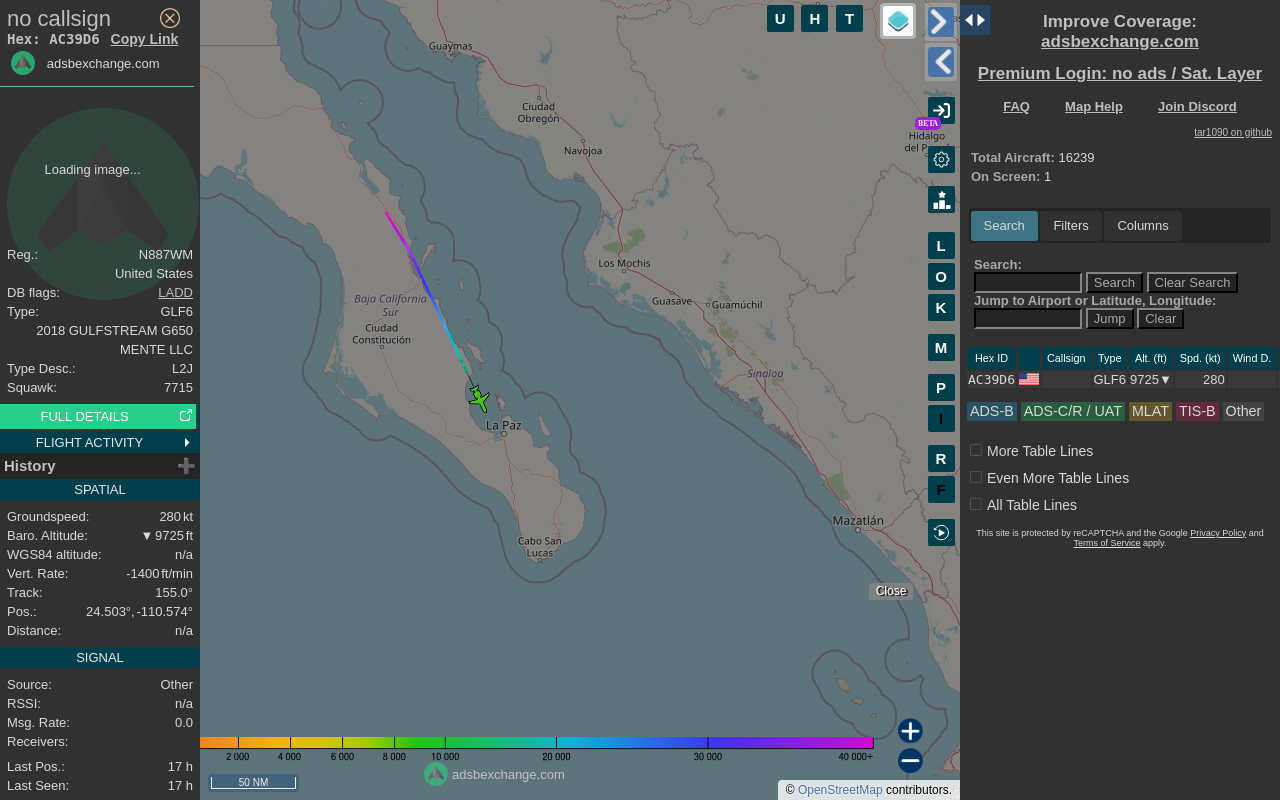 no callsign
Hex: AC39D6 Copy Link
adsbexchange.com
Loading image...
Reg.: N887WM
United States
DB flags: LADD
Type: GLF6
2018 GULFSTREAM G650
MENTE LLC
Type Desc.: L2J
Squawk: 7715
FULL DETAILS
FLIGHT ACTIVITY
History
SPATIAL
Groundspeed: 280 kt
Baro. Altitude: ▼ 9725 ft
WGS84 altitude: n/a
Vert. Rate: -1400 ft/min
Track: 155.0°
Pos.: 24.503°, -110.574°
Distance: n/a
SIGNAL
Source: Other
RSSI: n/a
Msg. Rate: 0.0
Receivers:
Last Pos.: 17 h
Last Seen: 17 h
Guaymas
Ciudad
Obregón
Navojoa
Los Mochis
Guasave
Guamúchil
Baja California
Sur
Ciudad
Constitución
Sinaloa
La Paz
Mazatlán
Cabo San
Lucas
Hidalgo
U H T
BETA
L
O
K
M
P
I
R
F
Close
2 000 4 000 6 000 8 000 10 000 20 000 30 000 40 000+
50 NM
adsbexchange.com
© OpenStreetMap contributors.
Improve Coverage:
adsbexchange.com
Premium Login: no ads / Sat. Layer
FAQ Map Help Join Discord
tar1090 on github
Total Aircraft: 16239
On Screen: 1
Search Filters Columns
Search:
Search Clear Search
Jump to Airport or Latitude, Longitude:
Jump Clear
Hex ID Callsign Type Alt. (ft) Spd. (kt) Wind D.
AC39D6 GLF6 9725▼ 280
ADS-B ADS-C/R / UAT MLAT TIS-B Other
More Table Lines
Even More Table Lines
All Table Lines
This site is protected by reCAPTCHA and the Google Privacy Policy and
Terms of Service apply.